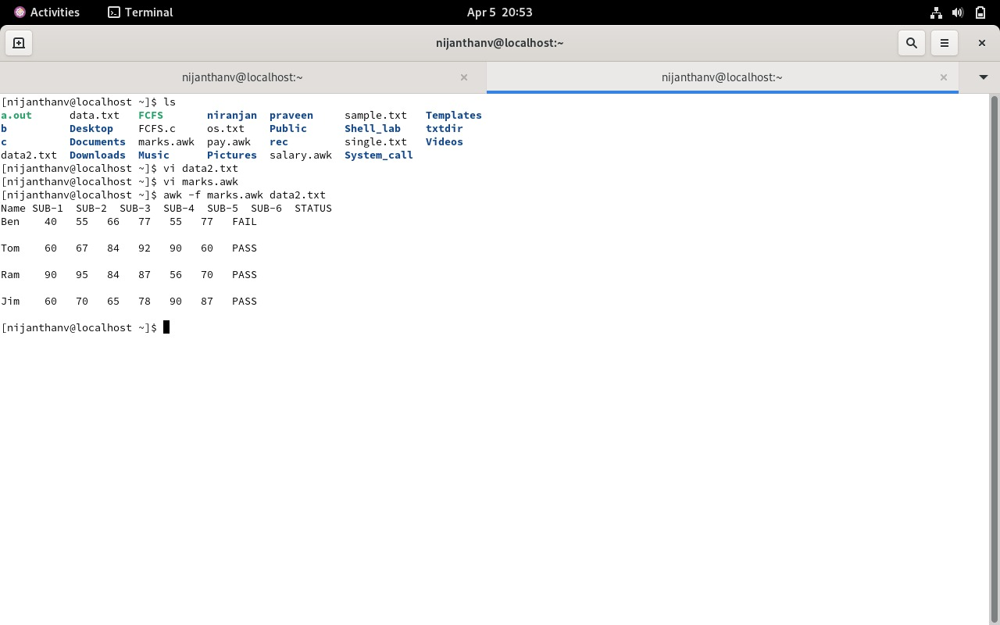 Activities Terminal Apr 5 20:53
nijanthanv@localhost:~
nijanthanv@localhost:~ nijanthanv@localhost:~
[nijanthanv@localhost ~]$ ls
a.out data.txt FCFS niranjan praveen sample.txt Templates
b Desktop FCFS.c os.txt Public Shell_lab txtdir
c Documents marks.awk pay.awk rec single.txt Videos
data2.txt Downloads Music Pictures salary.awk System_call
[nijanthanv@localhost ~]$ vi data2.txt
[nijanthanv@localhost ~]$ vi marks.awk
[nijanthanv@localhost ~]$ awk -f marks.awk data2.txt
Name SUB-1 SUB-2 SUB-3 SUB-4 SUB-5 SUB-6 STATUS
Ben 40 55 66 77 55 77 FAIL
Tom 60 67 84 92 90 60 PASS
Ram 90 95 84 87 56 70 PASS
Jim 60 70 65 78 90 87 PASS
[nijanthanv@localhost ~]$